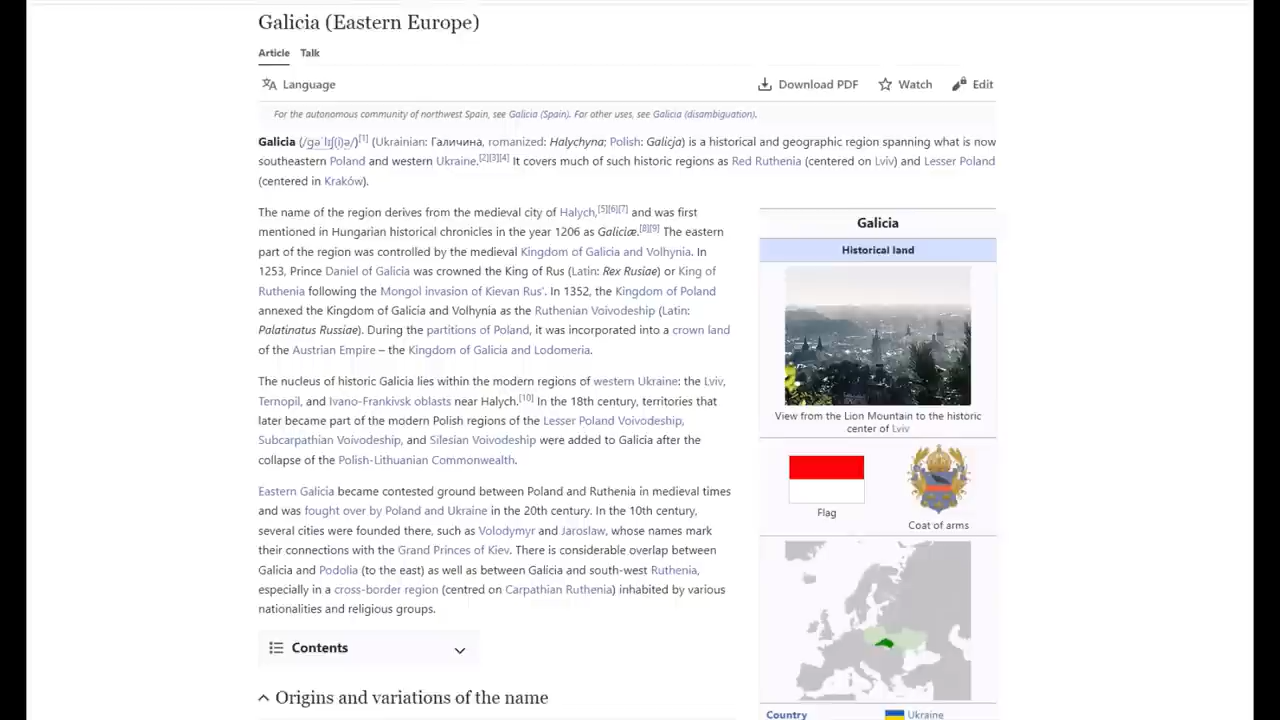 Galicia (Eastern Europe)
Article Talk
Language Download PDF Watch Edit
For the autonomous community of northwest Spain, see Galicia (Spain). For other uses, see Galicia (disambiguation).
Galicia (/ɡəˈlɪʃ(i)ə/)[1] (Ukrainian: Галичина, romanized: Halychyna; Polish: Galicja) is a historical and geographic region spanning what is now
southeastern Poland and western Ukraine.[2][3][4] It covers much of such historic regions as Red Ruthenia (centered on Lviv) and Lesser Poland
(centered in Kraków).
The name of the region derives from the medieval city of Halych,[5][6][7] and was first
mentioned in Hungarian historical chronicles in the year 1206 as Galiciæ.[8][9] The eastern
part of the region was controlled by the medieval Kingdom of Galicia and Volhynia. In
1253, Prince Daniel of Galicia was crowned the King of Rus (Latin: Rex Rusiae) or King of
Ruthenia following the Mongol invasion of Kievan Rus'. In 1352, the Kingdom of Poland
annexed the Kingdom of Galicia and Volhynia as the Ruthenian Voivodeship (Latin:
Palatinatus Russiae). During the partitions of Poland, it was incorporated into a crown land
of the Austrian Empire – the Kingdom of Galicia and Lodomeria.
The nucleus of historic Galicia lies within the modern regions of western Ukraine: the Lviv,
Ternopil, and Ivano-Frankivsk oblasts near Halych.[10] In the 18th century, territories that
later became part of the modern Polish regions of the Lesser Poland Voivodeship,
Subcarpathian Voivodeship, and Silesian Voivodeship were added to Galicia after the
collapse of the Polish-Lithuanian Commonwealth.
Eastern Galicia became contested ground between Poland and Ruthenia in medieval times
and was fought over by Poland and Ukraine in the 20th century. In the 10th century,
several cities were founded there, such as Volodymyr and Jaroslaw, whose names mark
their connections with the Grand Princes of Kiev. There is considerable overlap between
Galicia and Podolia (to the east) as well as between Galicia and south-west Ruthenia,
especially in a cross-border region (centred on Carpathian Ruthenia) inhabited by various
nationalities and religious groups.
Contents
Origins and variations of the name
Galicia
Historical land
View from the Lion Mountain to the historic
center of Lviv
Flag
Coat of arms
Country Ukraine